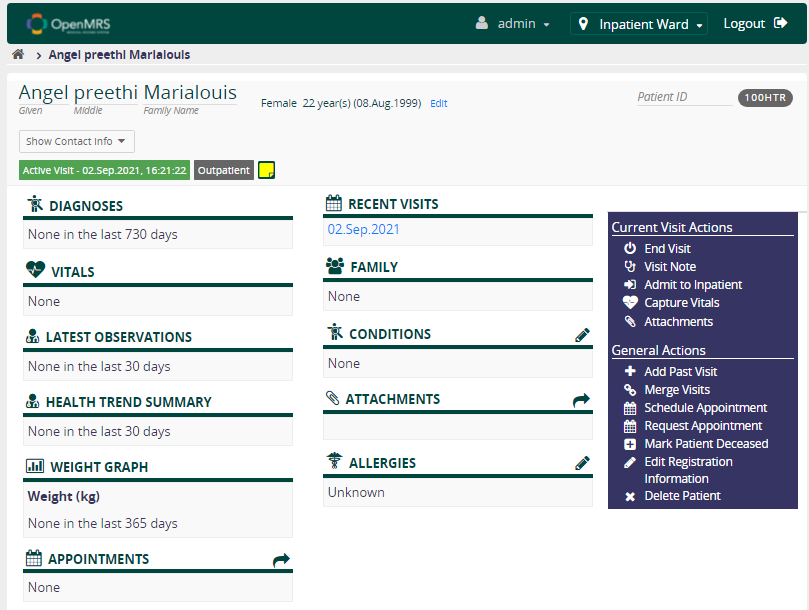 OpenMRS
admin
Inpatient Ward
Logout
Angel preethi Marialouis
Angel preethi Marialouis
Given Middle Family Name
Female 22 year(s) (08.Aug.1999) Edit
Patient ID
100HTR
Show Contact Info
Active Visit - 02.Sep.2021, 16:21:22
Outpatient
DIAGNOSES
None in the last 730 days
VITALS
None
LATEST OBSERVATIONS
None in the last 30 days
HEALTH TREND SUMMARY
None in the last 30 days
WEIGHT GRAPH
Weight (kg)
None in the last 365 days
APPOINTMENTS
None
RECENT VISITS
02.Sep.2021
FAMILY
None
CONDITIONS
None
ATTACHMENTS
ALLERGIES
Unknown
Current Visit Actions
End Visit
Visit Note
Admit to Inpatient
Capture Vitals
Attachments
General Actions
Add Past Visit
Merge Visits
Schedule Appointment
Request Appointment
Mark Patient Deceased
Edit Registration
Information
Delete Patient